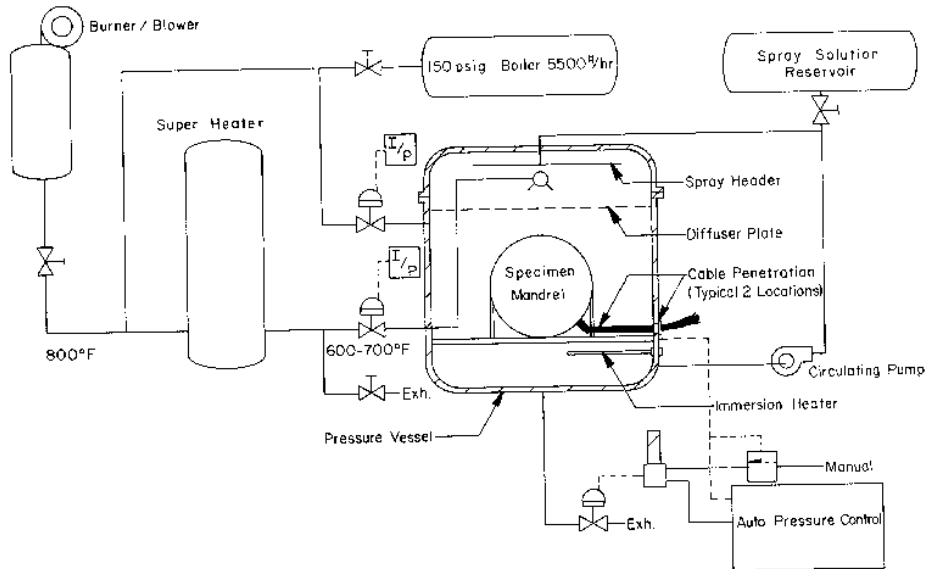 Burner / Blower
150 psig Boiler 5500#/hr
Spray Solution
Reservoir
Super Heater
I/P
Spray Header
Diffuser Plate
I/P
Specimen
Mandrel
Cable Penetration
(Typical 2 Locations)
800°F
600-700°F
Circulating Pump
Exh.
Immersion Heater
Pressure Vessel
Manual
Exh.
Auto Pressure Control